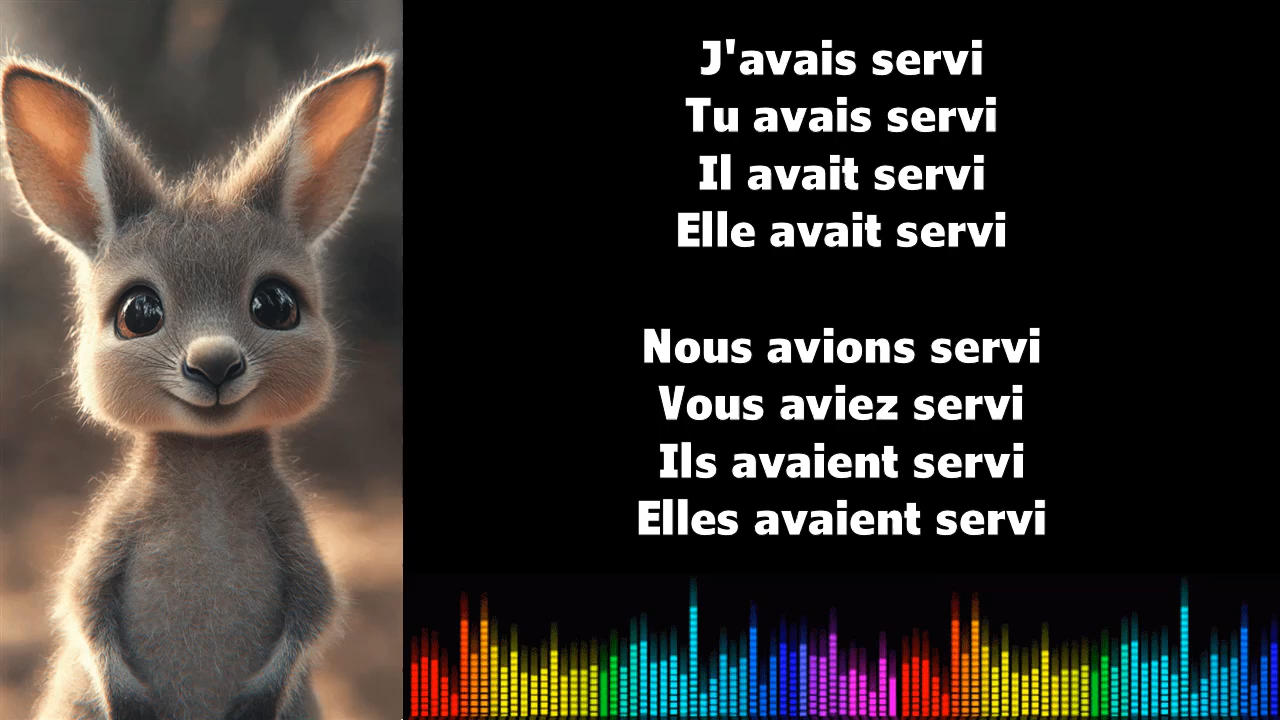 J'avais servi
Tu avais servi
Il avait servi
Elle avait servi
Nous avions servi
Vous aviez servi
Ils avaient servi
Elles avaient servi